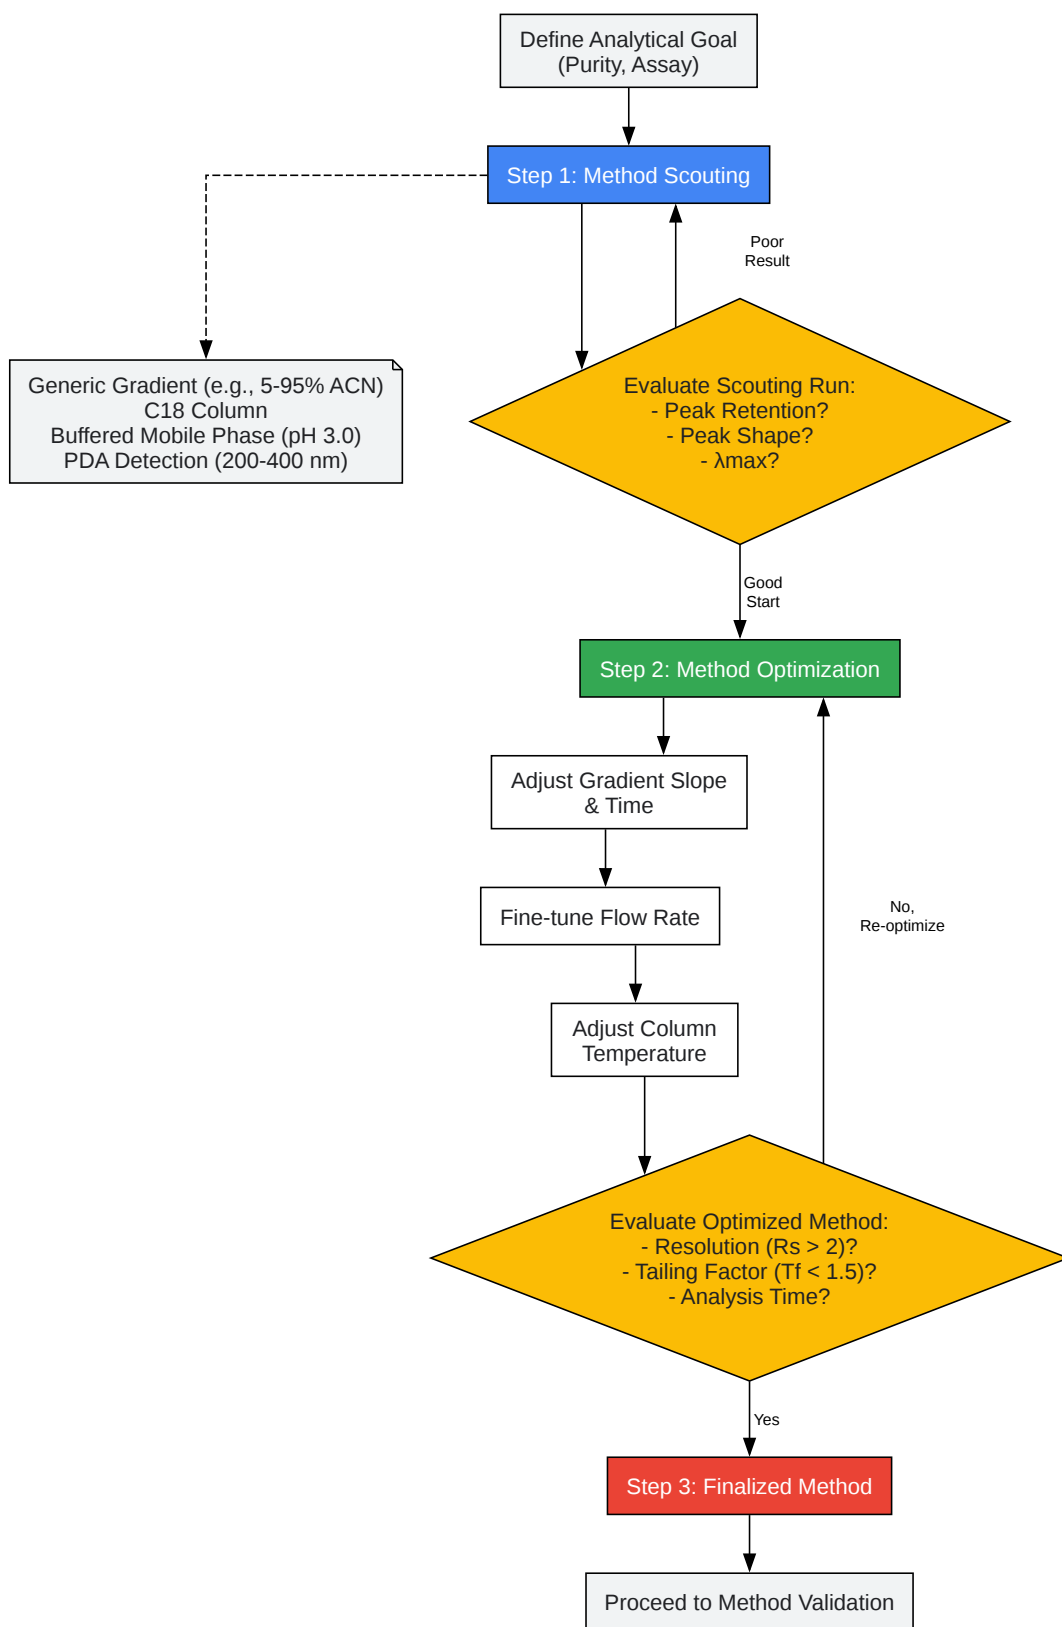 Define Analytical Goal
(Purity, Assay)
Step 1: Method Scouting
Poor
Result
Generic Gradient (e.g., 5-95% ACN)
C18 Column
Buffered Mobile Phase (pH 3.0)
PDA Detection (200-400 nm)
Evaluate Scouting Run:
- Peak Retention?
- Peak Shape?
- λmax?
Good
Start
Step 2: Method Optimization
Adjust Gradient Slope
& Time
Fine-tune Flow Rate
No,
Re-optimize
Adjust Column
Temperature
Evaluate Optimized Method:
- Resolution (Rs > 2)?
- Tailing Factor (Tf < 1.5)?
- Analysis Time?
Yes
Step 3: Finalized Method
Proceed to Method Validation